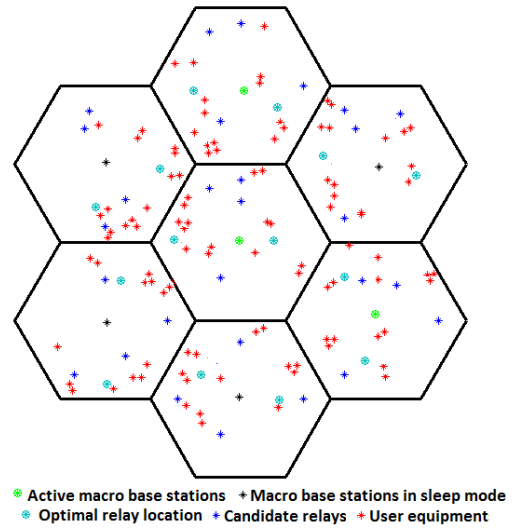 Active macro base stations Macro base stations in sleep mode
Optimal relay location Candidate relays User equipment